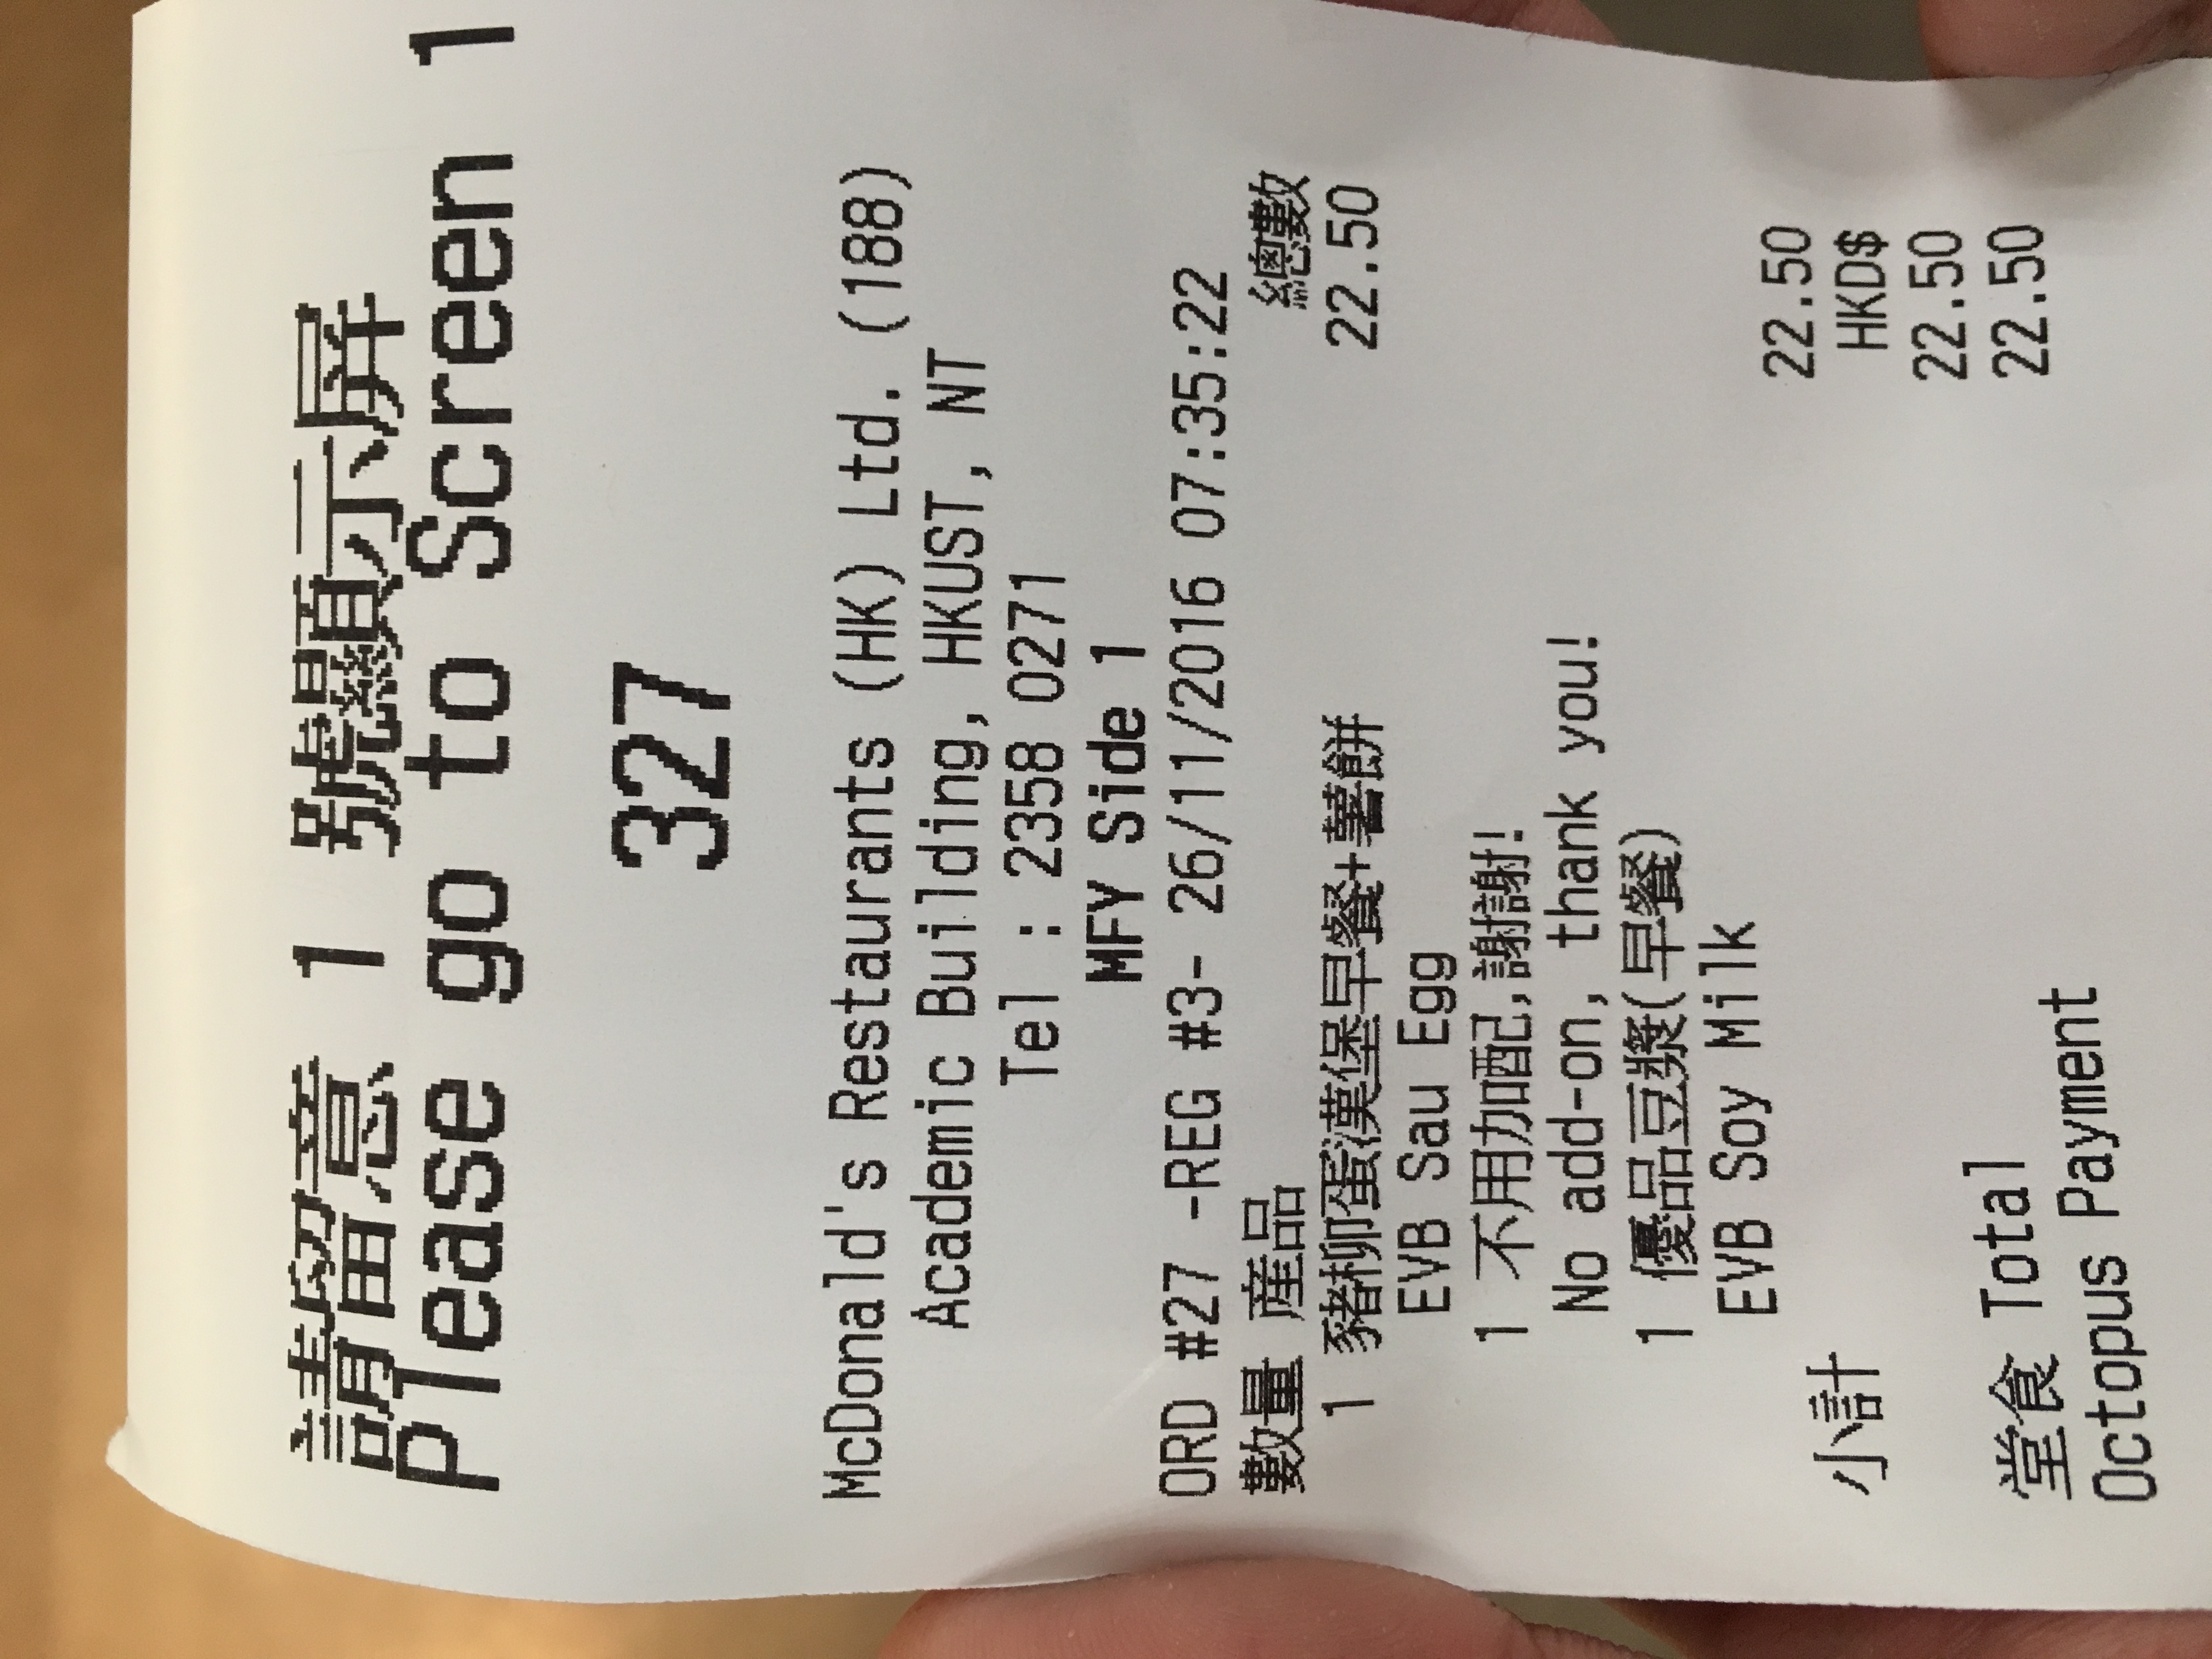 請留意 1 號顯示屏
Please go to Screen 1
327
McDonald's Restaurants (HK) Ltd. (188)
Academic Building, HKUST, NT
Tel : 2358 0271
MFY Side 1
ORD #27 -REG #3- 26/11/2016 07:35:22
數量 產品 總數
1 豬柳蛋漢堡早餐+薯餅 22.50
EVB Sau Egg
1 不用加配,謝謝!
No add-on, thank you!
1 優品豆漿(早餐)
EVB Soy Milk
小計 22.50
HKD$
堂食 Total 22.50
Octopus Payment 22.50